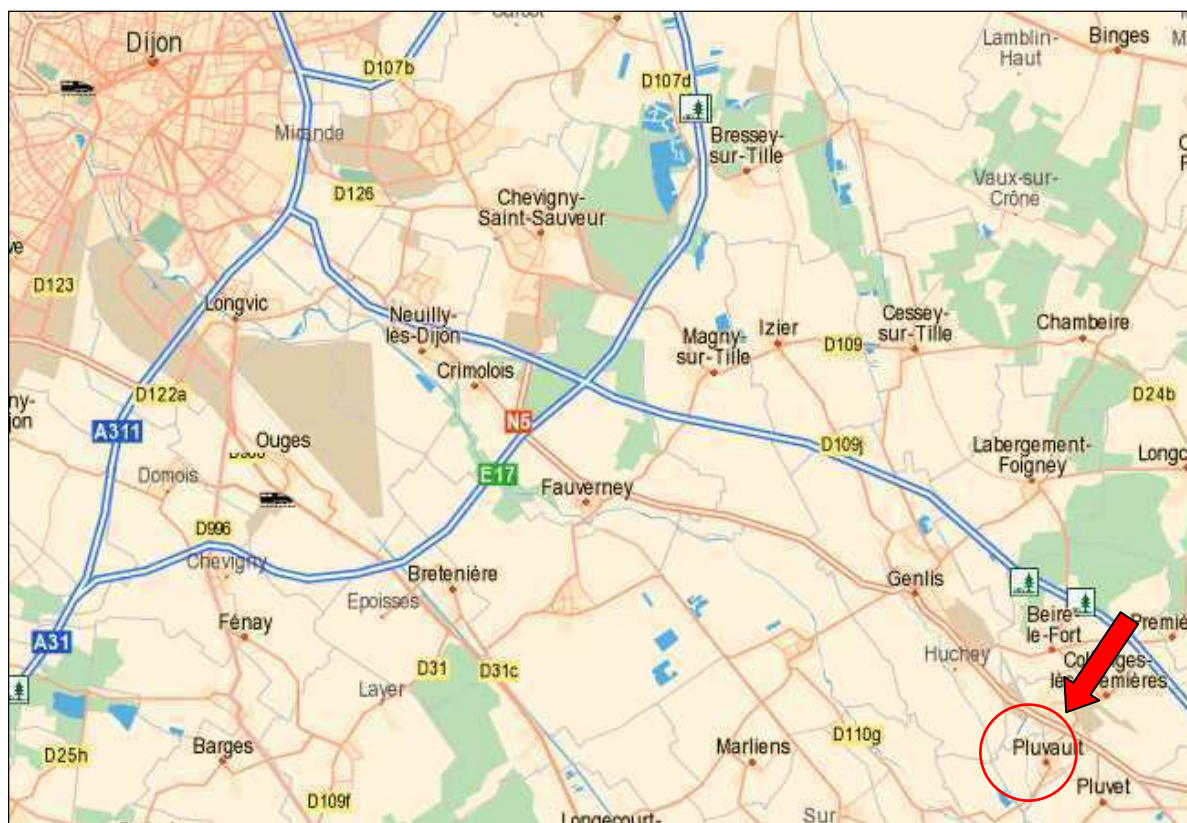 Dijon
D107b
D107d
Lamblin-
Haut
Binges
Mirande
D126
Bressey-
sur-Tille
Chevigny-
Saint-Sauveur
Vaux-sur-
Crône
D123
Longvic
Neuilly-
lès-Dijon
Crimolois
Magny-
sur-Tille
Izier
D109
Cessey-
sur-Tille
Chambeire
D122a
A311
N5
D24b
Ouges
D109j
Labergement-
Foigney
Domois
E17
Fauverney
D996
Chevigny
Bretenière
Epoisses
Genlis
Beire-
le-Fort
Fénay
A31
D31
D31c
Huchey
Layer
D25h
Barges
Marliens
D110g
Pluvault
Pluvet
D109f
Longecourt-
Sur